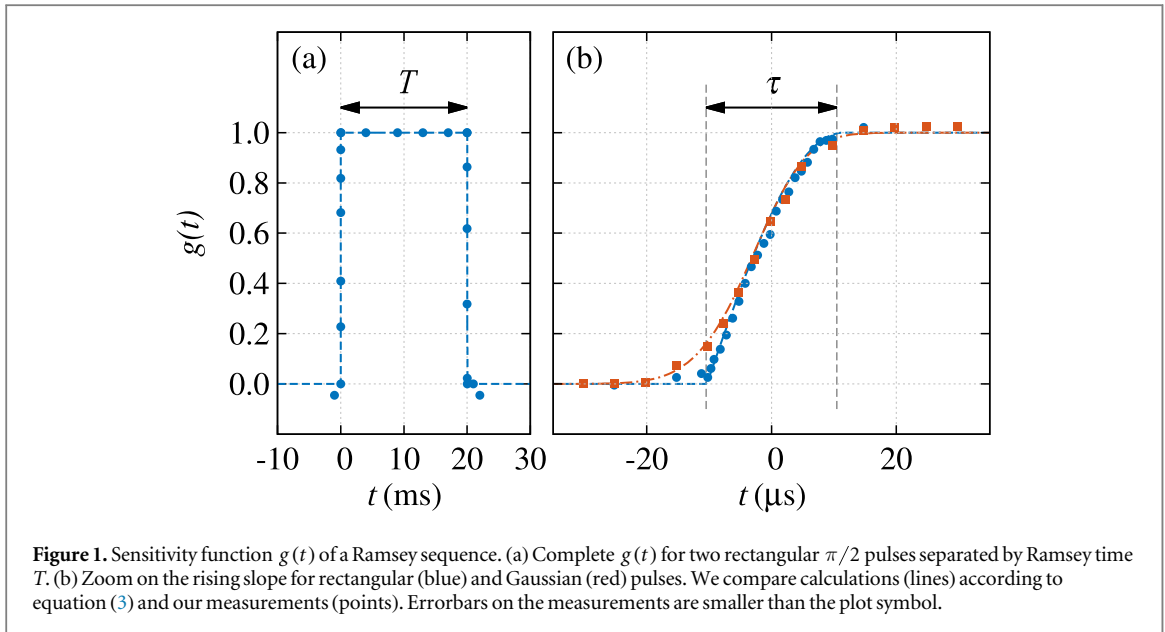 (a)
(b)
T
τ
1.0
0.8
0.6
0.4
0.2
0.0
g(t)
-10 0 10 20 30
-20 0 20
t (ms)
t (μs)
Figure 1. Sensitivity function g(t) of a Ramsey sequence. (a) Complete g(t) for two rectangular π/2 pulses separated by Ramsey time
T. (b) Zoom on the rising slope for rectangular (blue) and Gaussian (red) pulses. We compare calculations (lines) according to
equation (3) and our measurements (points). Errorbars on the measurements are smaller than the plot symbol.